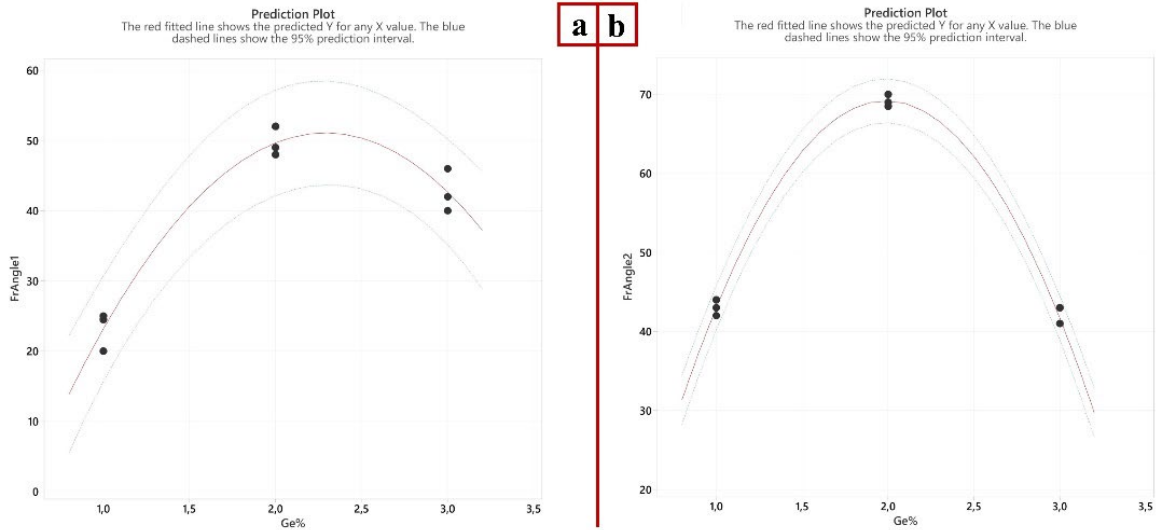 Prediction Plot
The red fitted line shows the predicted Y for any X value. The blue
dashed lines show the 95% prediction interval.
60
50
40
30
20
10
0
FrAngle1
1,0 1,5 2,0 2,5 3,0 3,5
Ge%
a b
Prediction Plot
The red fitted line shows the predicted Y for any X value. The blue
dashed lines show the 95% prediction interval.
70
60
50
40
30
20
FrAngle2
1,0 1,5 2,0 2,5 3,0 3,5
Ge%